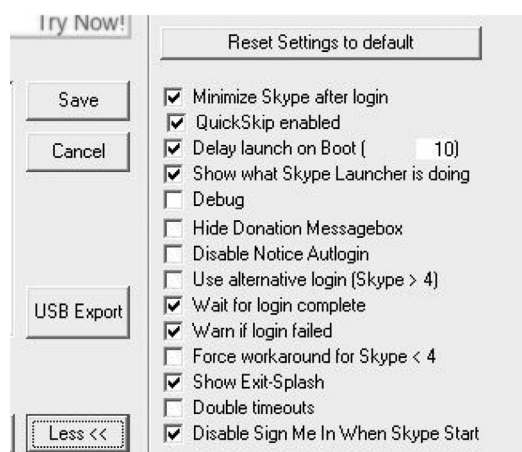 Try Now!
Save
Cancel
USB Export
Less <<
Reset Settings to default
Minimize Skype after login
QuickSkip enabled
Delay launch on Boot ( 10)
Show what Skype Launcher is doing
Debug
Hide Donation Messagebox
Disable Notice Autlogin
Use alternative login (Skype > 4)
Wait for login complete
Warn if login failed
Force workaround for Skype < 4
Show Exit-Splash
Double timeouts
Disable Sign Me In When Skype Start